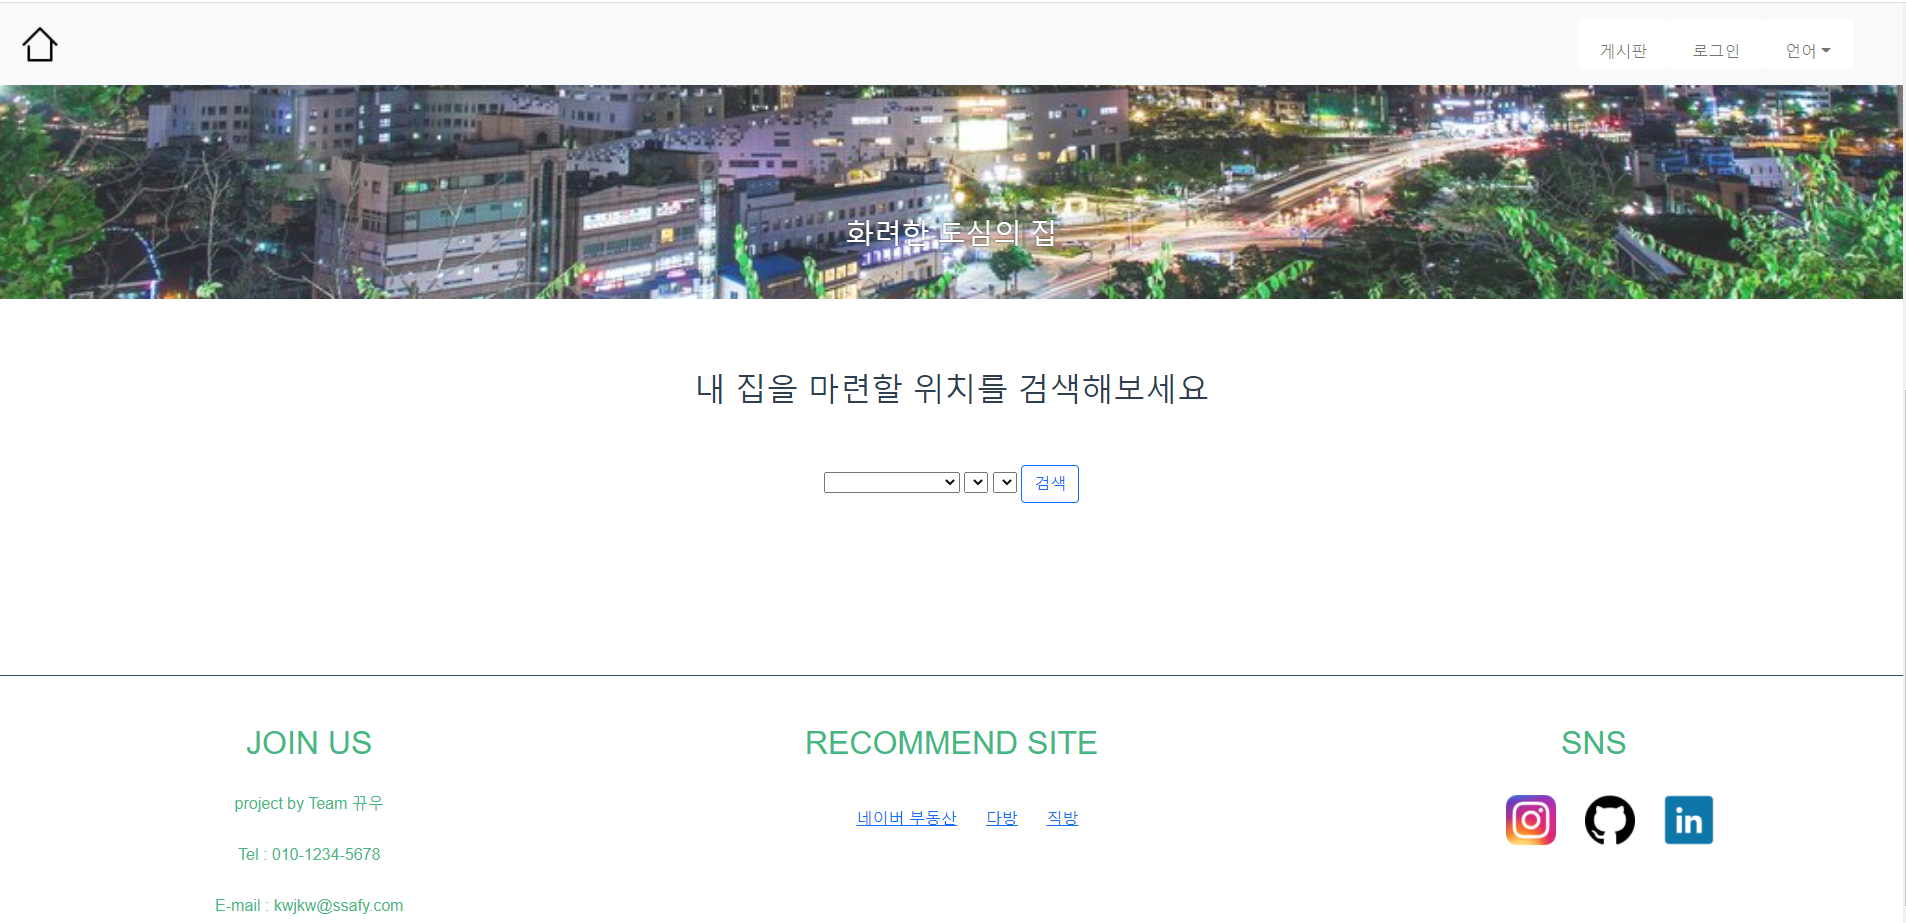 게시판 로그인 언어
화려한 도심의 집
내 집을 마련할 위치를 검색해보세요
검색
JOIN US
project by Team 뀨우
Tel : 010-1234-5678
E-mail : kwjkw@ssafy.com
RECOMMEND SITE
네이버 부동산 다방 직방
SNS
in